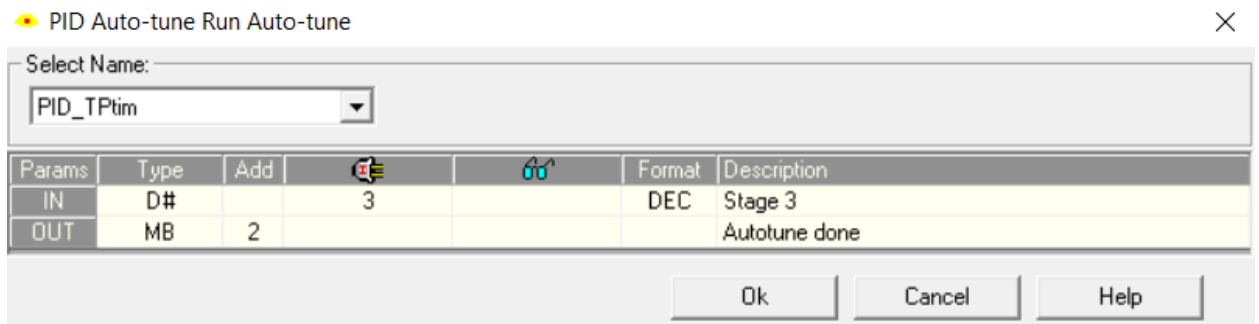 PID Auto-tune Run Auto-tune
Select Name:
PID_TPtim
Params Type Add Format Description
IN D# 3 DEC Stage 3
OUT MB 2 Autotune done
Ok Cancel Help